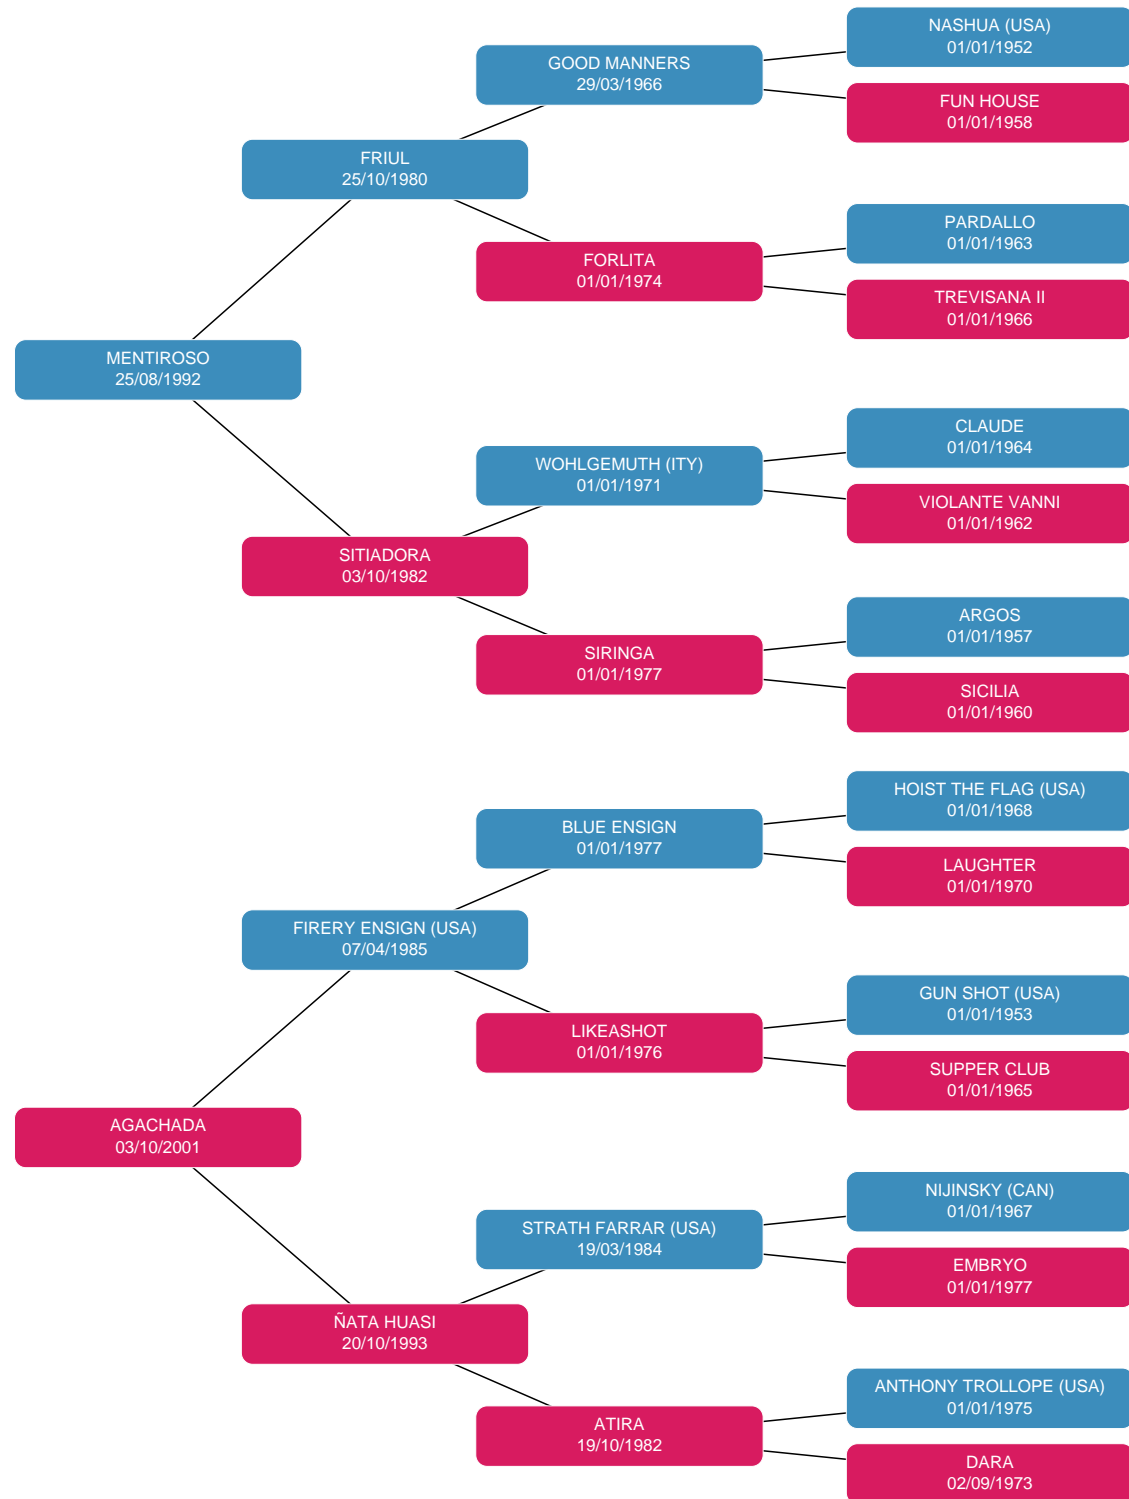 NASHUA (USA)
01/01/1952
GOOD MANNERS
29/03/1966
FUN HOUSE
01/01/1958
FRIUL
25/10/1980
PARDALLO
01/01/1963
FORLITA
01/01/1974
TREVISANA II
01/01/1966
MENTIROSO
25/08/1992
CLAUDE
01/01/1964
WOHLGEMUTH (ITY)
01/01/1971
VIOLANTE VANNI
01/01/1962
SITIADORA
03/10/1982
ARGOS
01/01/1957
SIRINGA
01/01/1977
SICILIA
01/01/1960
HOIST THE FLAG (USA)
01/01/1968
BLUE ENSIGN
01/01/1977
LAUGHTER
01/01/1970
FIRERY ENSIGN (USA)
07/04/1985
GUN SHOT (USA)
01/01/1953
LIKEASHOT
01/01/1976
SUPPER CLUB
01/01/1965
AGACHADA
03/10/2001
NIJINSKY (CAN)
01/01/1967
STRATH FARRAR (USA)
19/03/1984
EMBRYO
01/01/1977
ÑATA HUASI
20/10/1993
ANTHONY TROLLOPE (USA)
01/01/1975
ATIRA
19/10/1982
DARA
02/09/1973